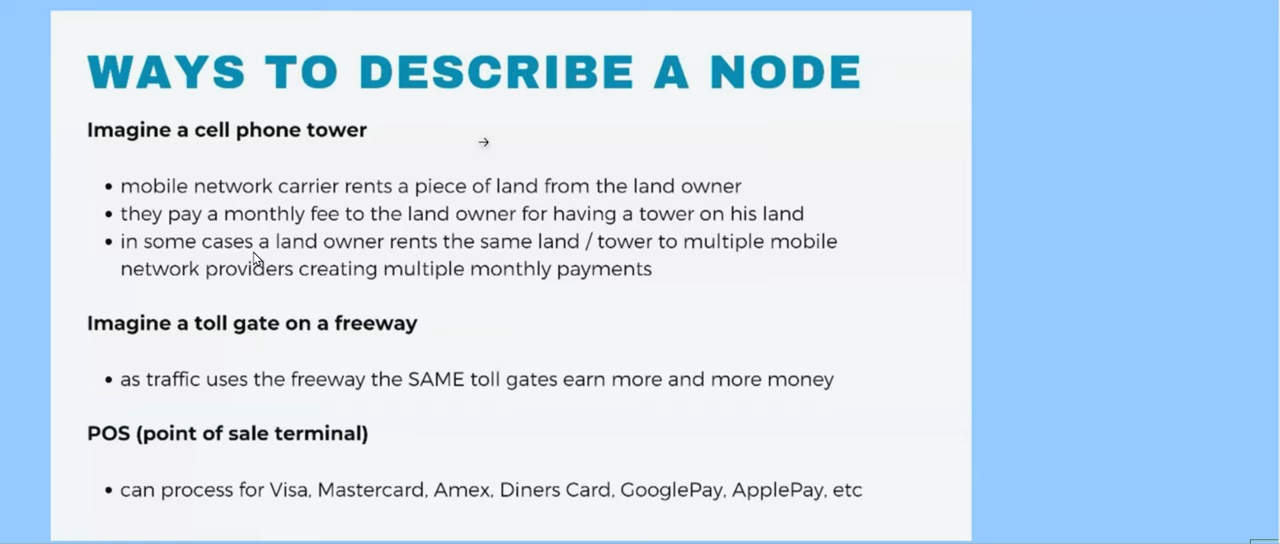 WAYS TO DESCRIBE A NODE
Imagine a cell phone tower
• mobile network carrier rents a piece of land from the land owner
• they pay a monthly fee to the land owner for having a tower on his land
• in some cases a land owner rents the same land / tower to multiple mobile
network providers creating multiple monthly payments
Imagine a toll gate on a freeway
• as traffic uses the freeway the SAME toll gates earn more and more money
POS (point of sale terminal)
• can process for Visa, Mastercard, Amex, Diners Card, GooglePay, ApplePay, etc